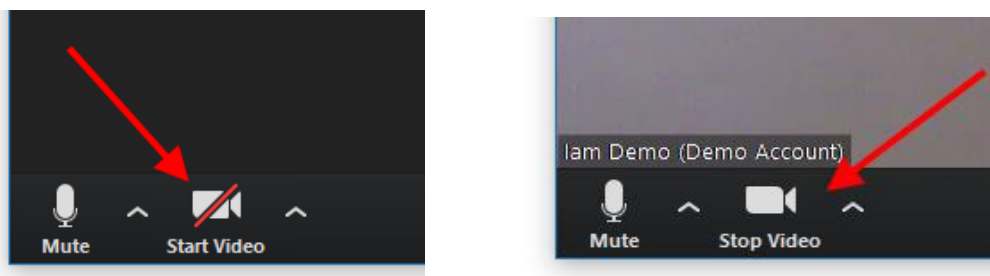 Mute Start Video
Iam Demo (Demo Account)
Mute Stop Video